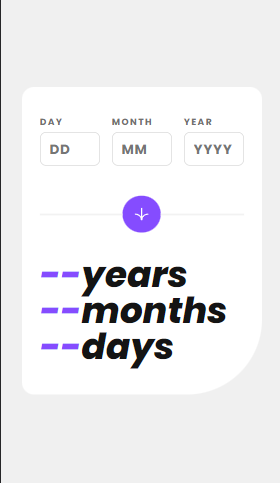 DAY MONTH YEAR
DD MM YYYY
--years
--months
--days